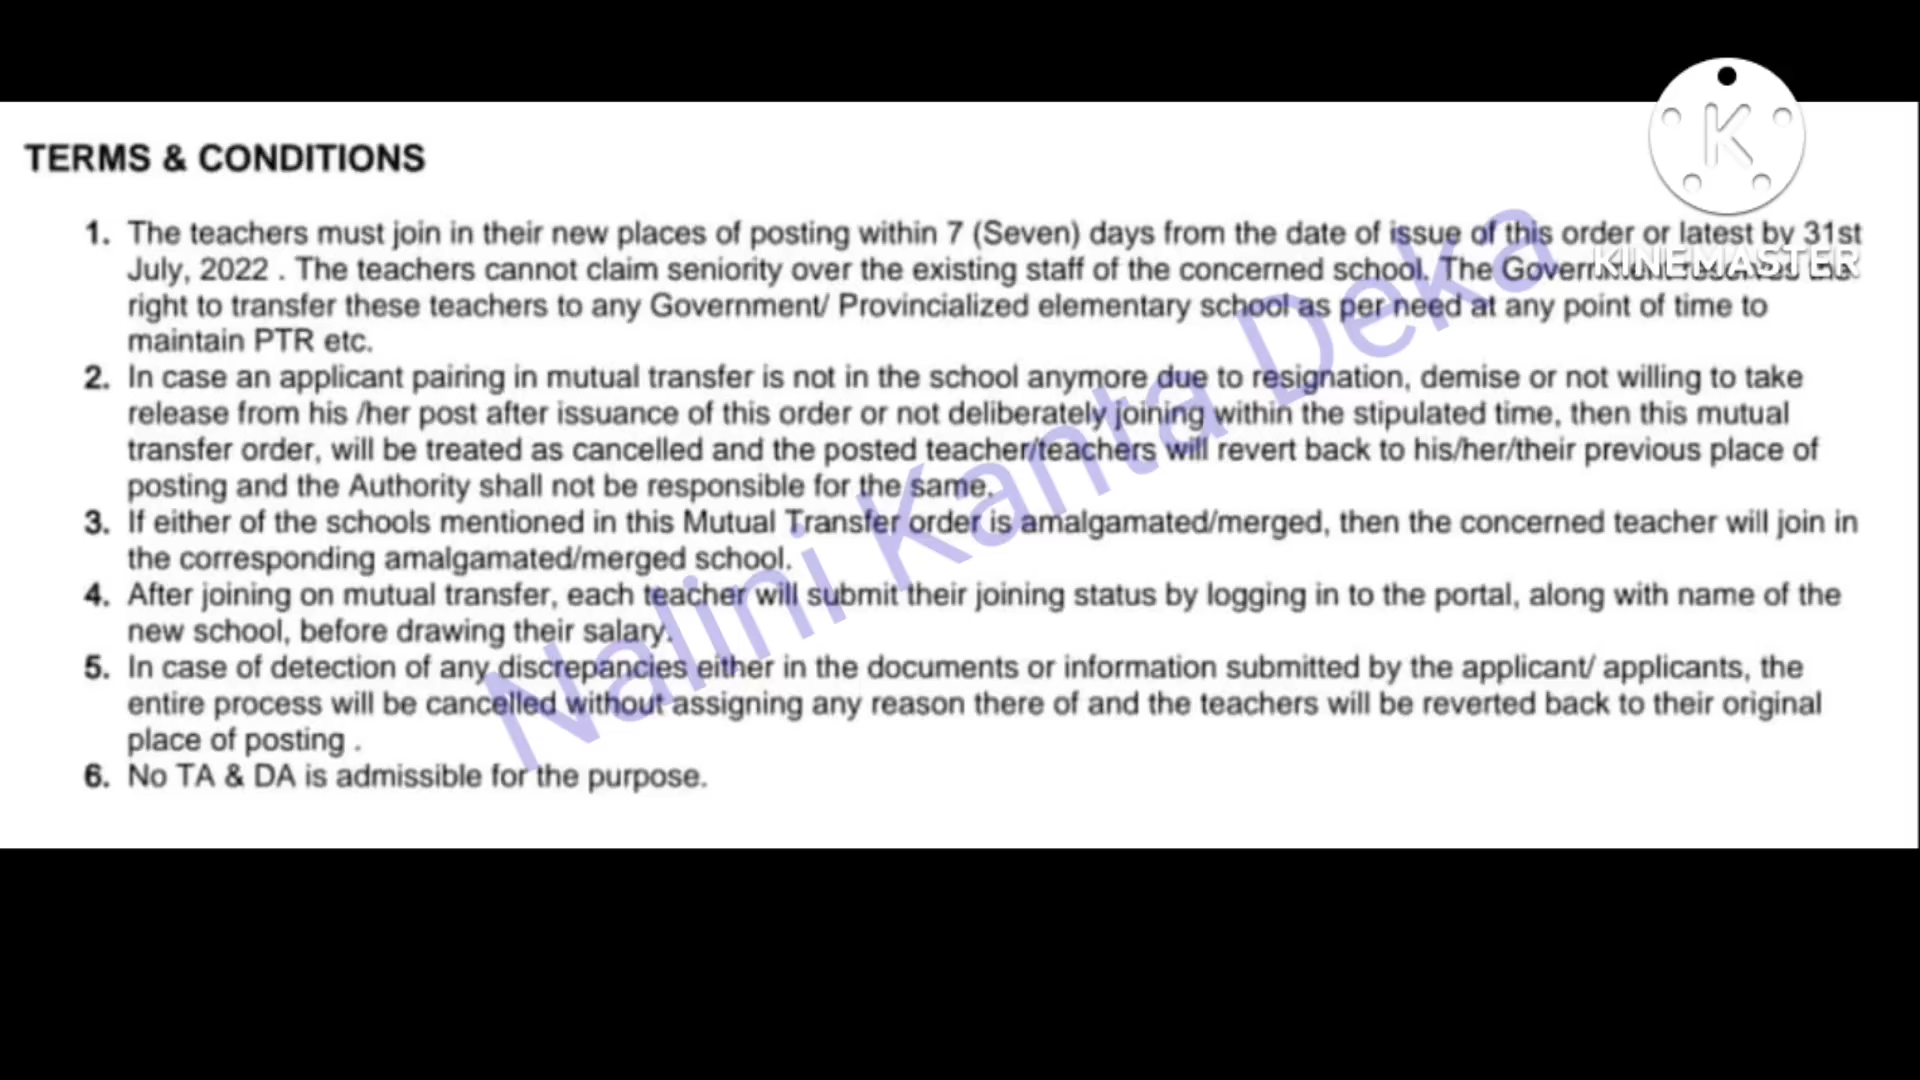 TERMS & CONDITIONS
1. The teachers must join in their new places of posting within 7 (Seven) days from the date of issue of this order or latest by 31st
July, 2022 . The teachers cannot claim seniority over the existing staff of the concerned school. The Government reserves the
right to transfer these teachers to any Government/ Provincialized elementary school as per need at any point of time to
maintain PTR etc.
2. In case an applicant pairing in mutual transfer is not in the school anymore due to resignation, demise or not willing to take
release from his /her post after issuance of this order or not deliberately joining within the stipulated time, then this mutual
transfer order, will be treated as cancelled and the posted teacher/teachers will revert back to his/her/their previous place of
posting and the Authority shall not be responsible for the same.
3. If either of the schools mentioned in this Mutual Transfer order is amalgamated/merged, then the concerned teacher will join in
the corresponding amalgamated/merged school.
4. After joining on mutual transfer, each teacher will submit their joining status by logging in to the portal, along with name of the
new school, before drawing their salary.
5. In case of detection of any discrepancies either in the documents or information submitted by the applicant/ applicants, the
entire process will be cancelled without assigning any reason there of and the teachers will be reverted back to their original
place of posting .
6. No TA & DA is admissible for the purpose.
Nalini Kanta Deka
K
KINEMASTER